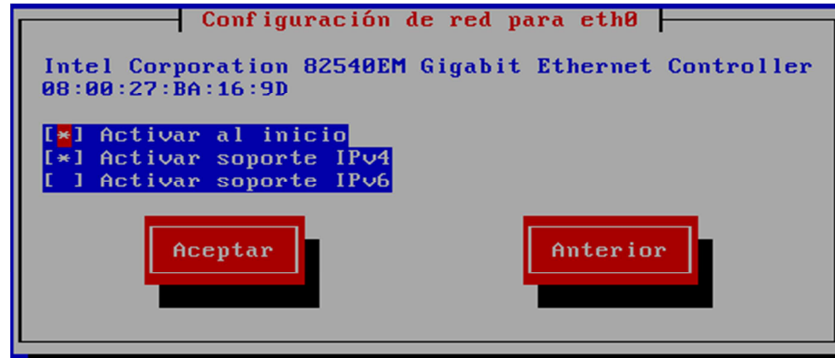 Configuración de red para eth0
Intel Corporation 82540EM Gigabit Ethernet Controller
08:00:27:BA:16:9D
[*] Activar al inicio
[*] Activar soporte IPv4
[ ] Activar soporte IPv6
Aceptar Anterior